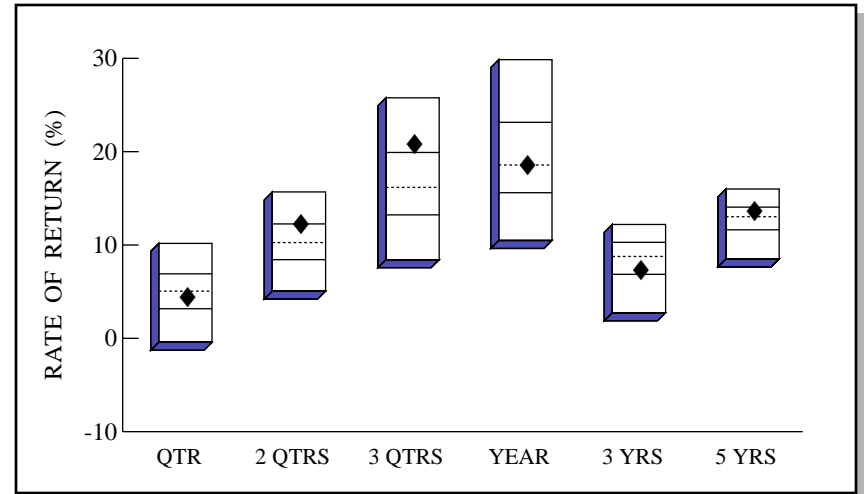 30
20
10
0
-10
RATE OF RETURN (%)
QTR 2 QTRS 3 QTRS YEAR 3 YRS 5 YRS